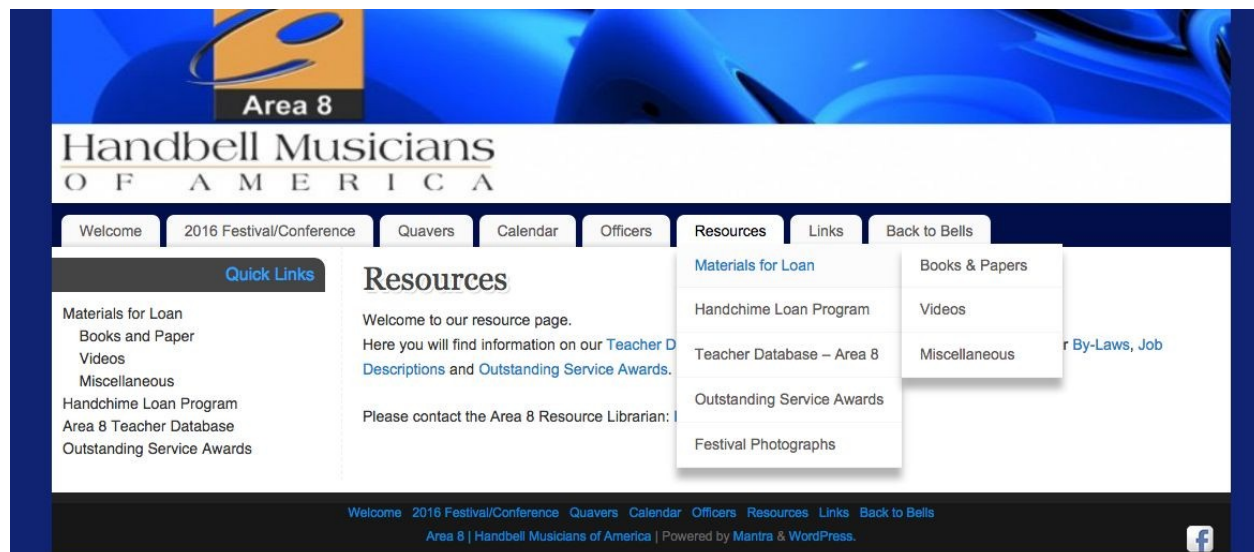 Area 8
Handbell Musicians
OF AMERICA
Welcome 2016 Festival/Conference Quavers Calendar Officers Resources Links Back to Bells
Quick Links
Materials for Loan
Books and Paper
Videos
Miscellaneous
Handchime Loan Program
Area 8 Teacher Database
Outstanding Service Awards
Resources
Welcome to our resource page.
Here you will find information on our Teacher D
r By-Laws, Job
Descriptions and Outstanding Service Awards.
Please contact the Area 8 Resource Librarian:
Materials for Loan
Handchime Loan Program
Teacher Database – Area 8
Outstanding Service Awards
Festival Photographs
Books & Papers
Videos
Miscellaneous
Welcome 2016 Festival/Conference Quavers Calendar Officers Resources Links Back to Bells
Area 8 | Handbell Musicians of America | Powered by Mantra & WordPress.
f